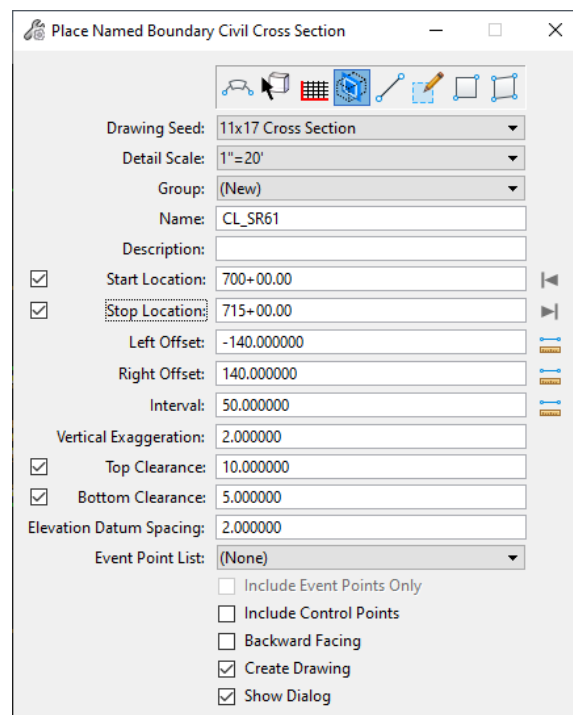 Place Named Boundary Civil Cross Section
Drawing Seed: 11x17 Cross Section
Detail Scale: 1"=20'
Group: (New)
Name: CL_SR61
Description:
Start Location: 700+00.00
Stop Location: 715+00.00
Left Offset: -140.000000
Right Offset: 140.000000
Interval: 50.000000
Vertical Exaggeration: 2.000000
Top Clearance: 10.000000
Bottom Clearance: 5.000000
Elevation Datum Spacing: 2.000000
Event Point List: (None)
Include Event Points Only
Include Control Points
Backward Facing
Create Drawing
Show Dialog